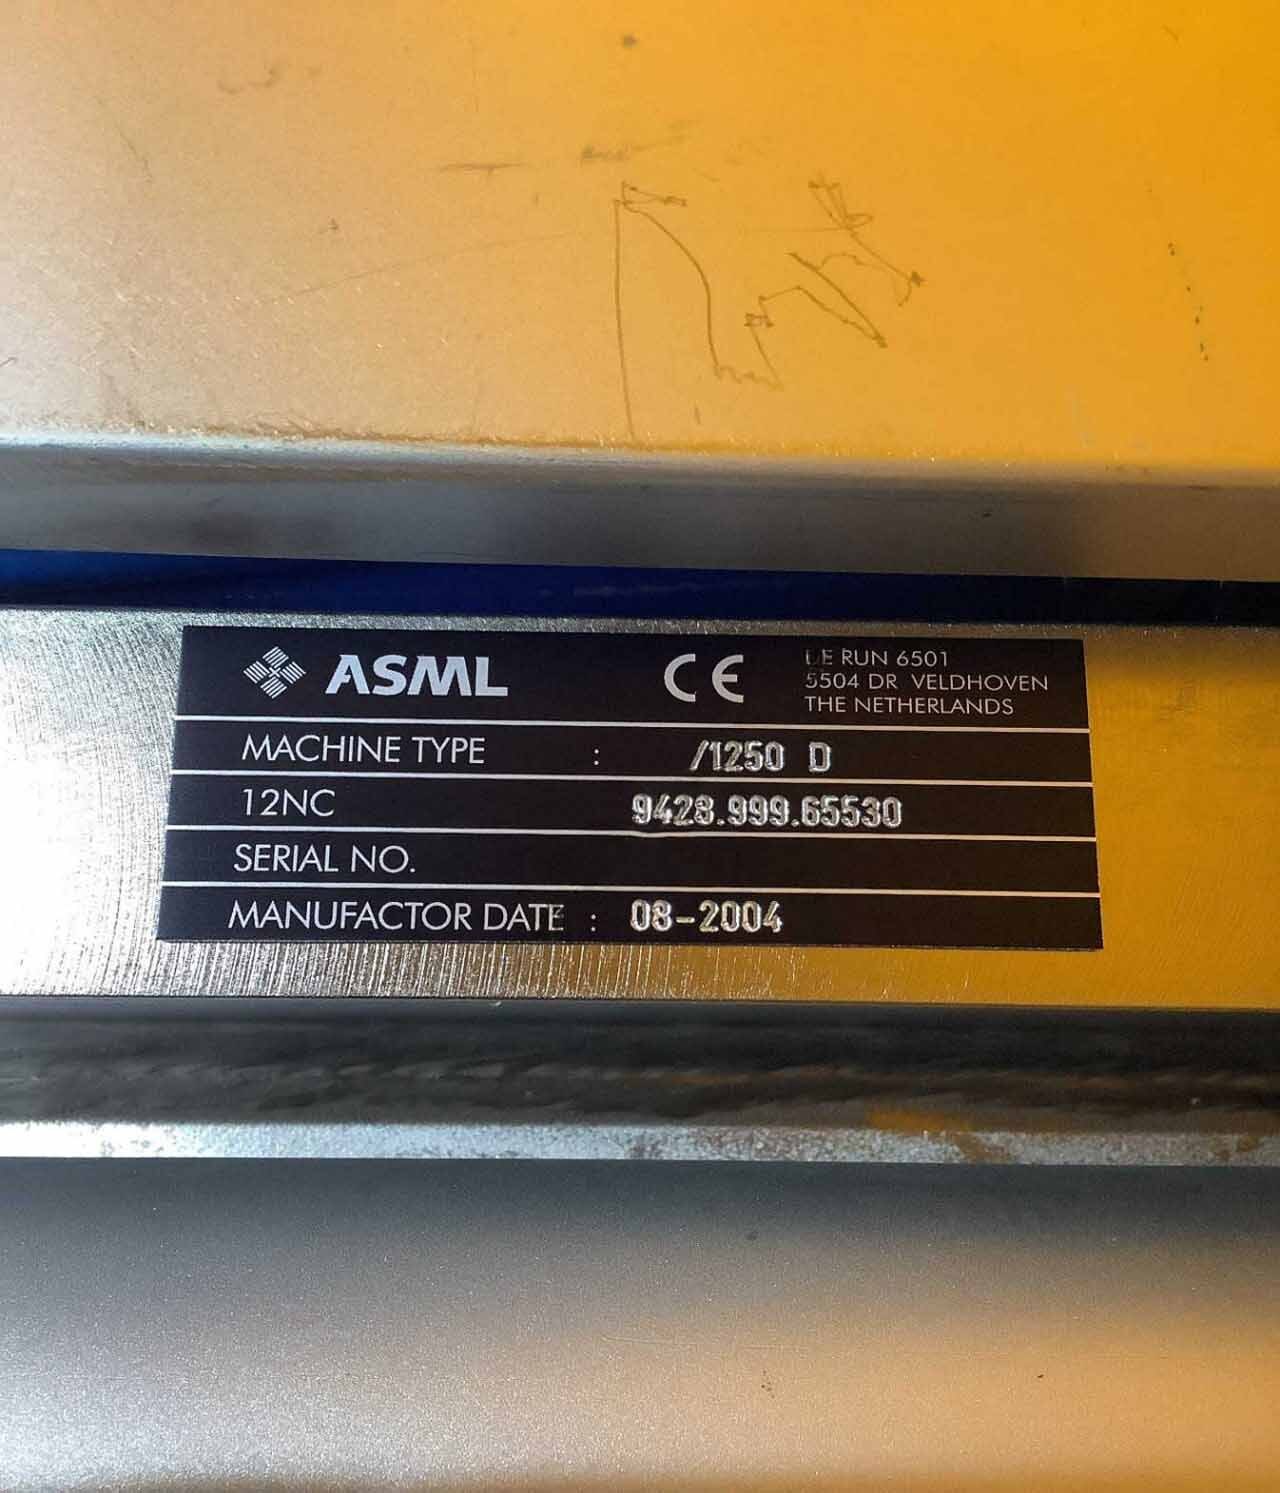 ASML CE DE RUN 6501
5504 DR VELDHOVEN
THE NETHERLANDS
MACHINE TYPE : /1250 D
12NC 9428.999.65530
SERIAL NO.
MANUFACTOR DATE : 08-2004